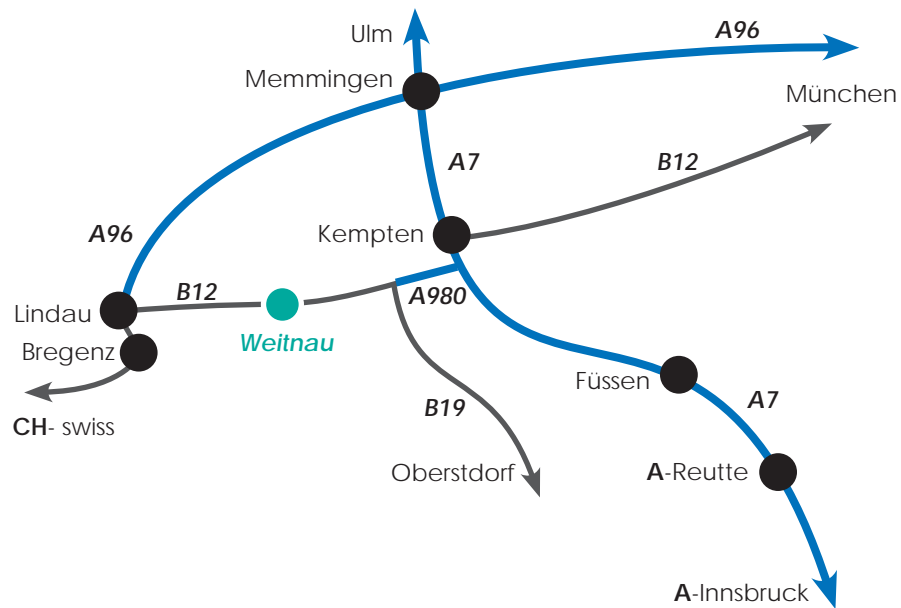 A96
Ulm
Memmingen
München
A7
B12
Kempten
A96
B12
A980
Lindau
Weitnau
Bregenz
Füssen
A7
B19
CH- swiss
Oberstdorf
A-Reutte
A-Innsbruck